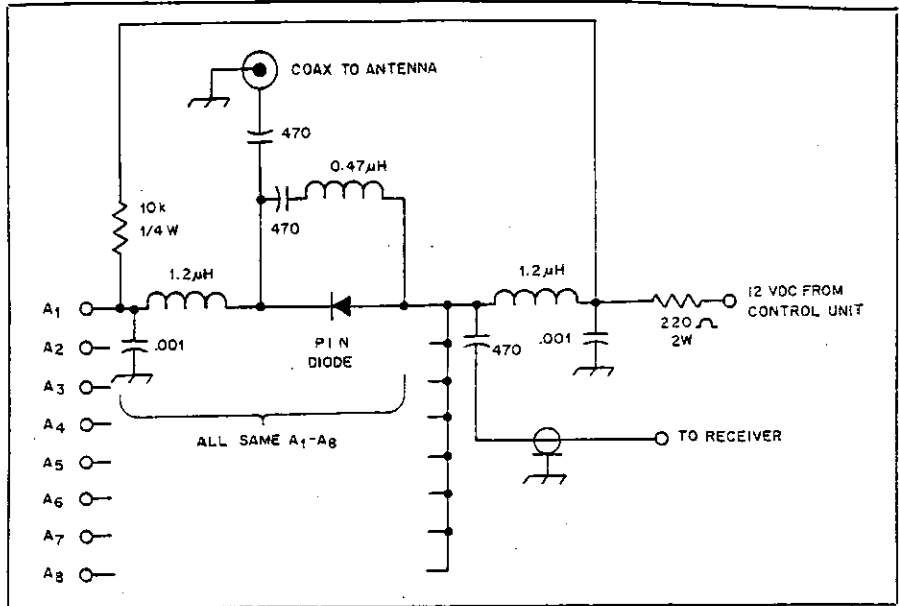 COAX TO ANTENNA
470
0.47µH
470
10k
1/4 W
1.2µH
1.2µH
A1
12 VDC FROM
CONTROL UNIT
220 Ω
2W
.001
PIN
DIODE
470
.001
A2
A3
ALL SAME A1-A8
A4
TO RECEIVER
A5
A6
A7
A8